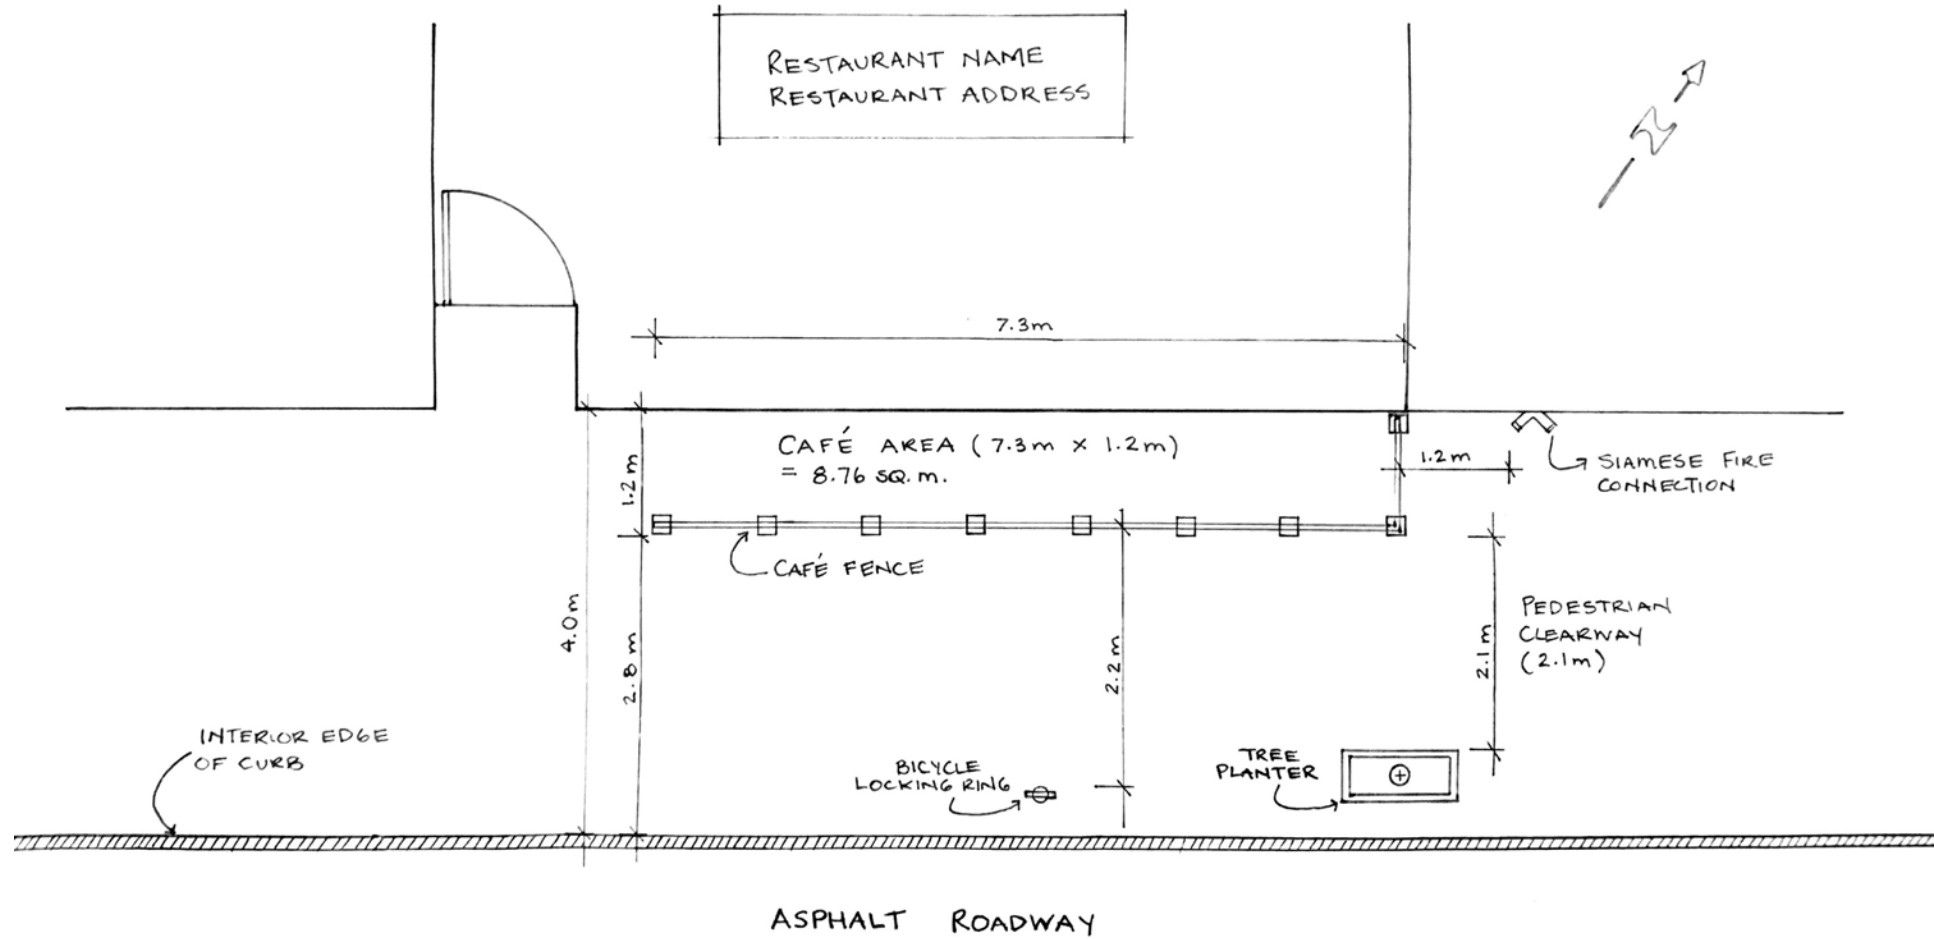 RESTAURANT NAME
RESTAURANT ADDRESS
N
7.3m
CAFÉ AREA (7.3m x 1.2m)
= 8.76 SQ. m.
1.2m
1.2m
SIAMESE FIRE
CONNECTION
CAFÉ FENCE
4.0m
2.8m
2.2m
2.1m
PEDESTRIAN
CLEARWAY
(2.1m)
INTERIOR EDGE
OF CURB
BICYCLE
LOCKING RING
TREE
PLANTER
ASPHALT ROADWAY